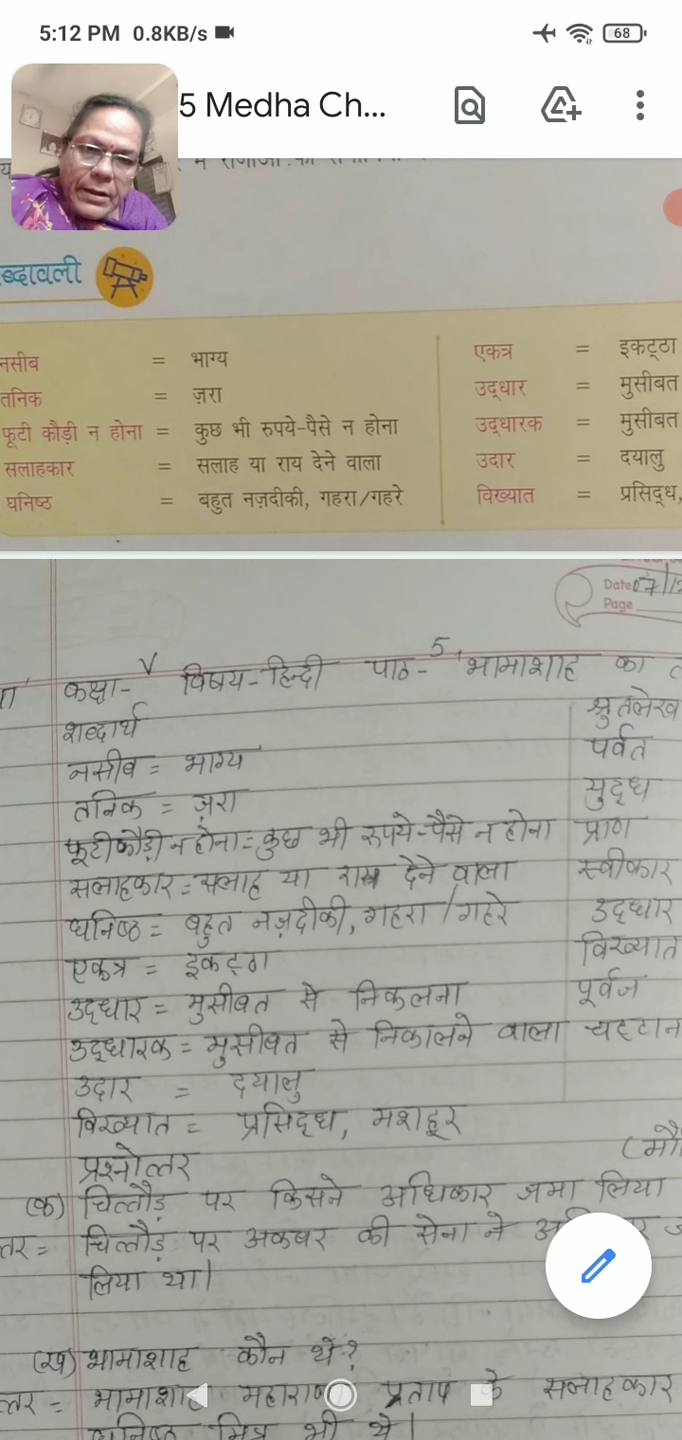 5:12 PM 0.8KB/s 68
5 Medha Ch...
ब्दावली
नसीब = भाग्य
तनिक = ज़रा
फूटी कौड़ी न होना = कुछ भी रुपये-पैसे न होना
सलाहकार = सलाह या राय देने वाला
घनिष्ठ = बहुत नज़दीकी, गहरा/गहरे
एकत्र = इकट्ठा
उद्धार = मुसीबत
उद्धारक = मुसीबत
उदार = दयालु
विख्यात = प्रसिद्ध,
Date
Page
कक्षा- V विषय-हिन्दी पाठ- 5 'भामाशाह का
शब्दार्थ
नसीब = भाग्य
तनिक = ज़रा
फूटी कौड़ी न होना = कुछ भी रूपये-पैसे न होना
सलाहकार = सलाह या राय देने वाला
घनिष्ठ = बहुत नज़दीकी, गहरा/गहरे
एकत्र = इकट्ठा
उद्धार = मुसीबत से निकलना
उद्धारक = मुसीबत से निकालने वाला
उदार = दयालु
विख्यात = प्रसिद्ध, मशहूर
श्रुतलेख
पर्वत
युद्ध
प्राण
स्वीकार
उद्धार
विख्यात
पूर्वज
चट्टान
प्रश्नोत्तर (मौ
(क) चित्तौड़ पर किसने अधिकार जमा लिया
तर = चित्तौड़ पर अकबर की सेना ने
लिया था।
(ख) भामाशाह कौन थे?
त्तर = भामाशाह महाराणा प्रताप के सलाहकार
घनिष्ठ मित्र भी थे।